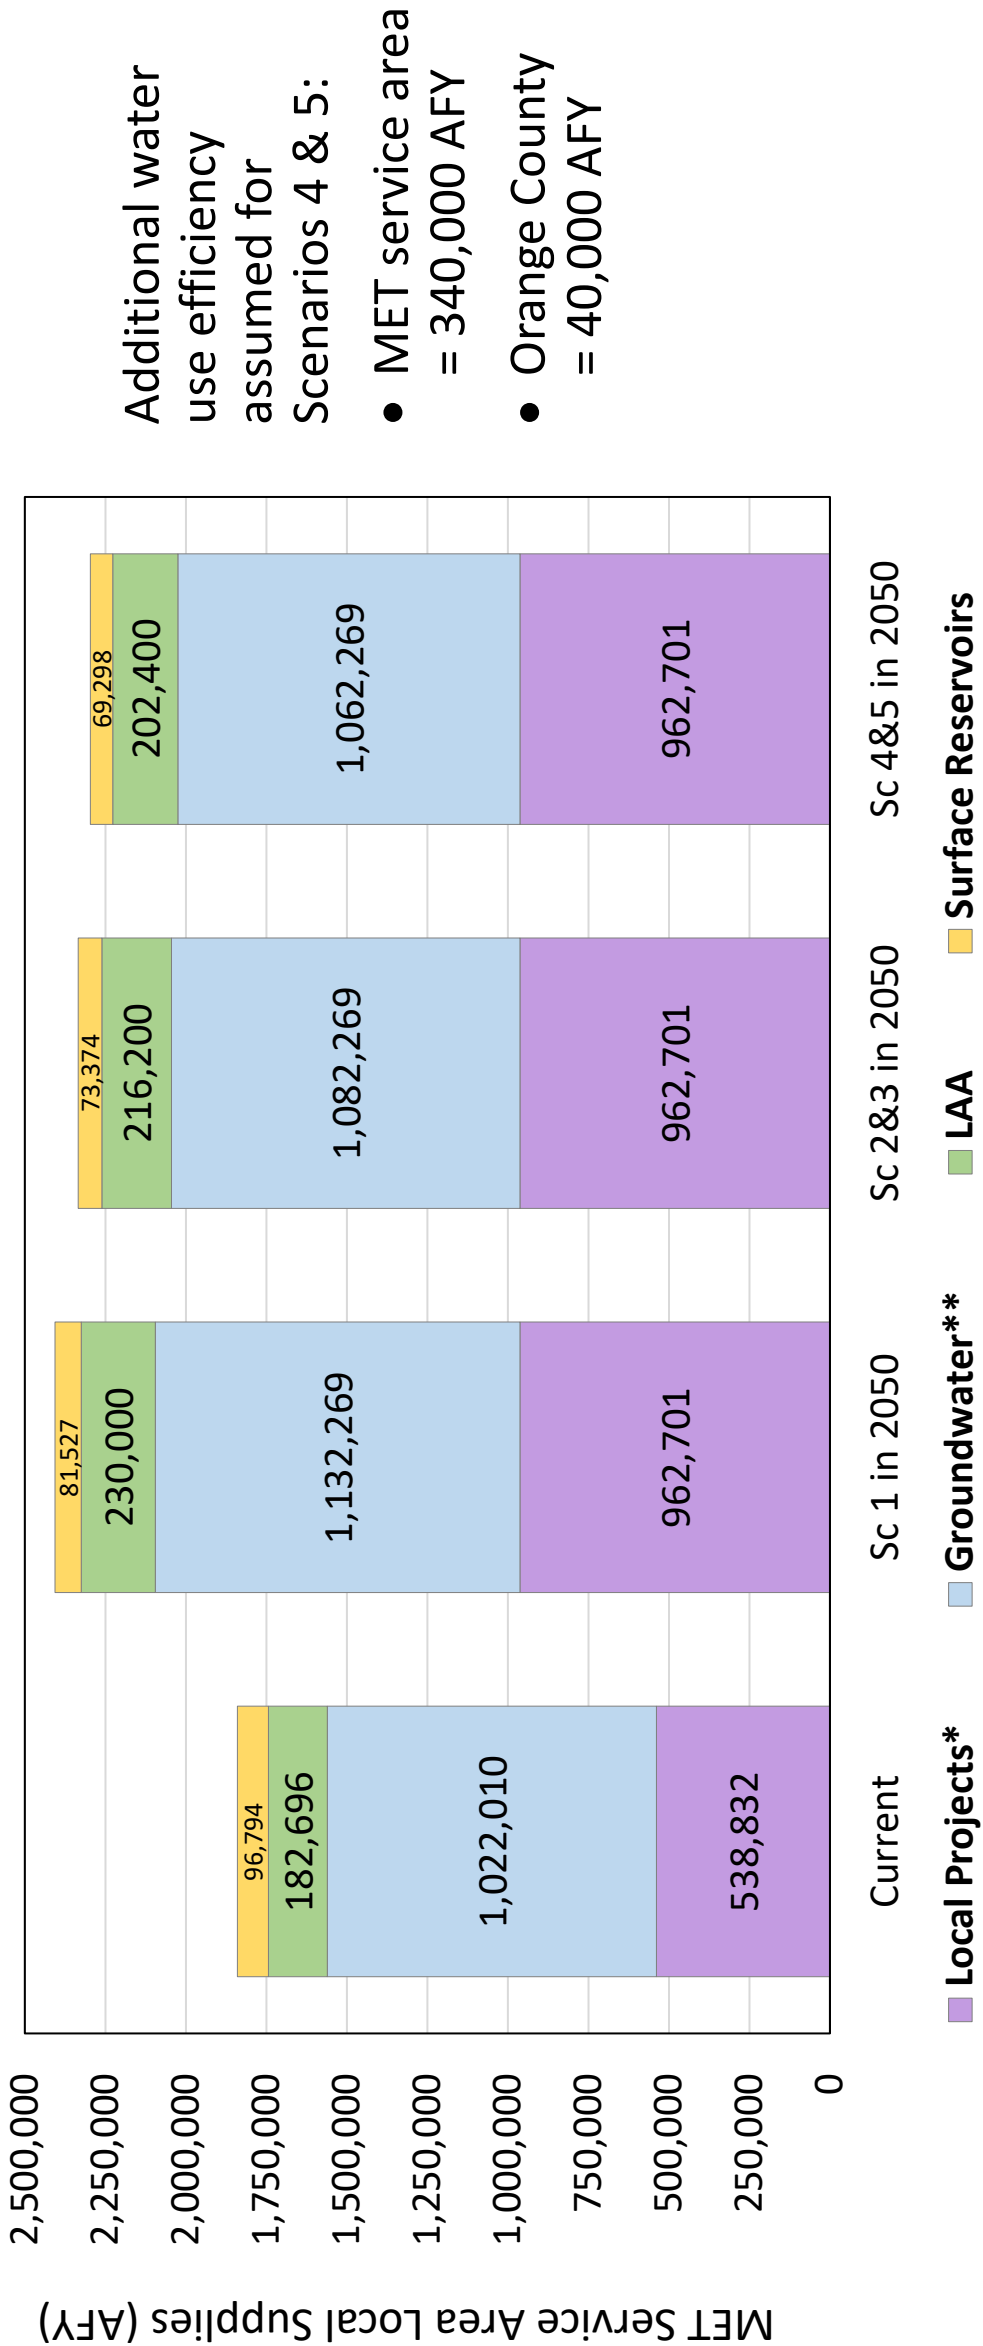 MET Service Area Local Supplies (AFY)
2,500,000
2,250,000
2,000,000
1,750,000
1,500,000
1,250,000
1,000,000
750,000
500,000
250,000
0
96,794
182,696
1,022,010
538,832
81,527
230,000
1,132,269
962,701
73,374
216,200
1,082,269
962,701
69,298
202,400
1,062,269
962,701
Current
Sc 1 in 2050
Sc 2&3 in 2050
Sc 4&5 in 2050
Local Projects*
Groundwater**
LAA
Surface Reservoirs
Additional water
use efficiency
assumed for
Scenarios 4 & 5:
• MET service area
= 340,000 AFY
• Orange County
= 40,000 AFY